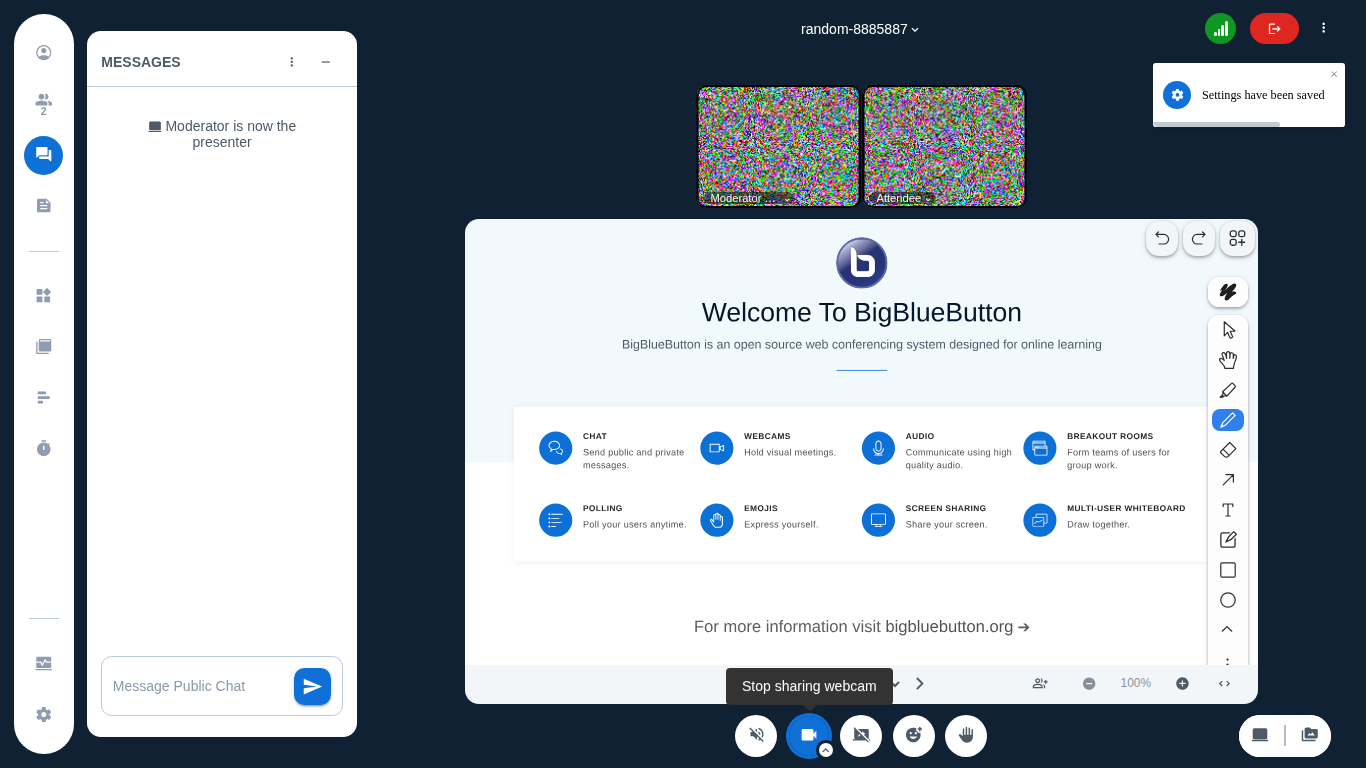 random-8885887
MESSAGES
2
Moderator is now the
presenter
Settings have been saved
Moderator ...
Attendee
Welcome To BigBlueButton
BigBlueButton is an open source web conferencing system designed for online learning
CHAT
Send public and private
messages.
WEBCAMS
Hold visual meetings.
AUDIO
Communicate using high
quality audio.
BREAKOUT ROOMS
Form teams of users for
group work.
POLLING
Poll your users anytime.
EMOJIS
Express yourself.
SCREEN SHARING
Share your screen.
MULTI-USER WHITEBOARD
Draw together.
For more information visit bigbluebutton.org →
Message Public Chat
Stop sharing webcam
100%